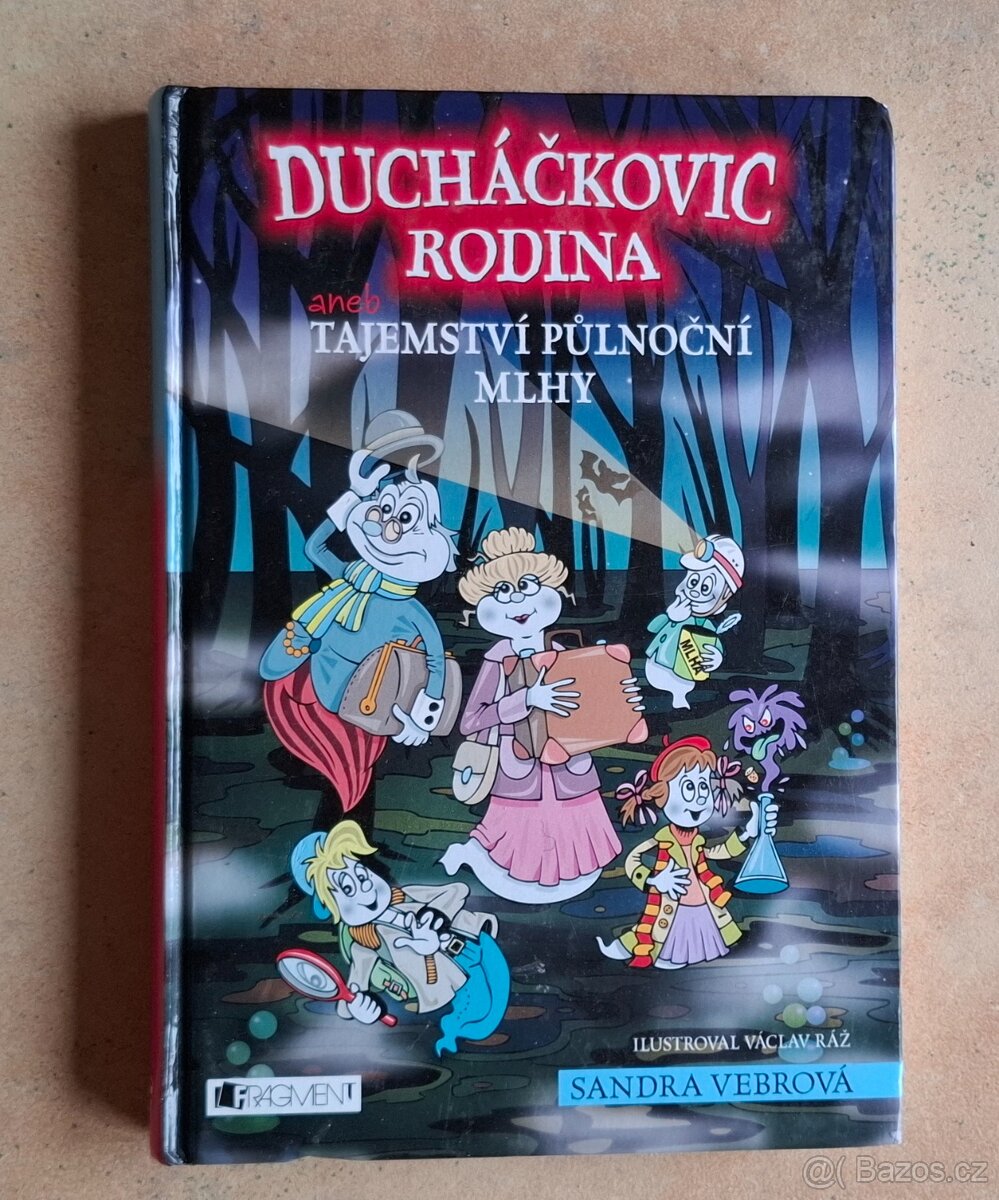 DUCHÁČKOVIC
RODINA
aneb
TAJEMSTVÍ PŮLNOČNÍ
MLHY
MLHA
ILUSTROVAL VÁCLAV RÁŽ
SANDRA VEBROVÁ
FRAGMENT
@( Bazos.cz